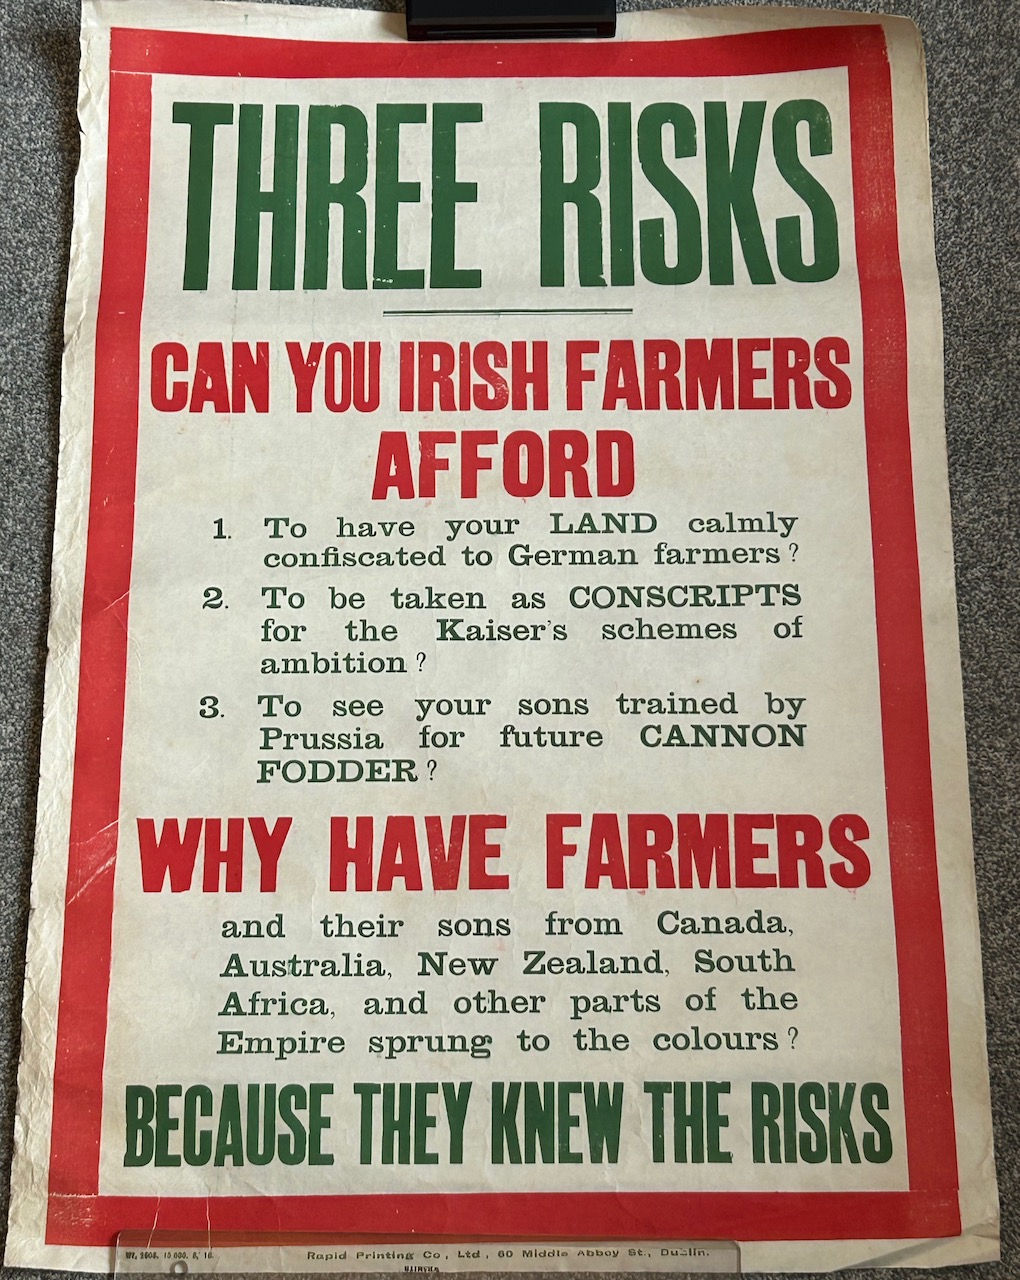 THREE RISKS
CAN YOU IRISH FARMERS
AFFORD
1. To have your LAND calmly
confiscated to German farmers?
2. To be taken as CONSCRIPTS
for the Kaiser's schemes of
ambition?
3. To see your sons trained by
Prussia for future CANNON
FODDER?
WHY HAVE FARMERS
and their sons from Canada,
Australia, New Zealand, South
Africa, and other parts of the
Empire sprung to the colours?
BECAUSE THEY KNEW THE RISKS
Rapid Printing Co, Ltd, 60 Middle Abbey St., Dublin.